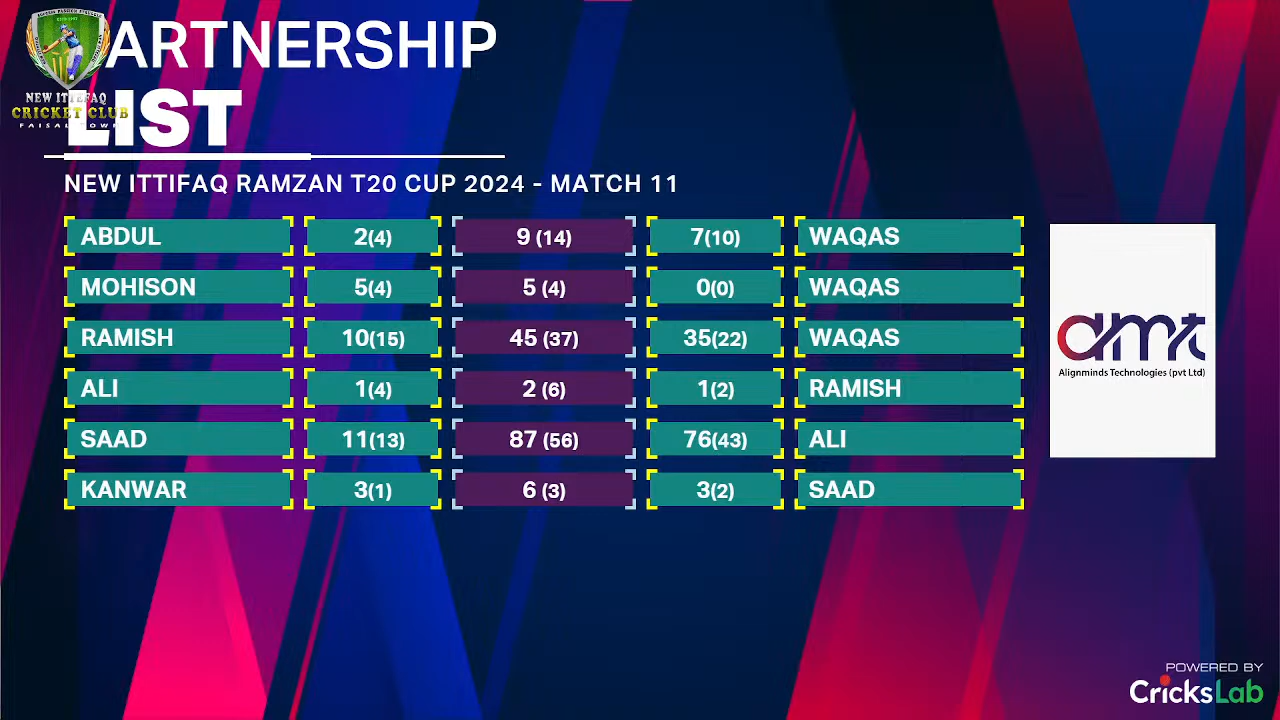 ARTNERSHIP
LIST
NEW ITTEFAQ
CRICKET CLUB
NEW ITTIFAQ RAMZAN T20 CUP 2024 - MATCH 11
ABDUL 2(4) 9 (14) 7(10) WAQAS
MOHISON 5(4) 5 (4) 0(0) WAQAS
RAMISH 10(15) 45 (37) 35(22) WAQAS
ALI 1(4) 2 (6) 1(2) RAMISH
SAAD 11(13) 87 (56) 76(43) ALI
KANWAR 3(1) 6 (3) 3(2) SAAD
amt
Alignminds Technologies (pvt Ltd)
POWERED BY
CricksLab